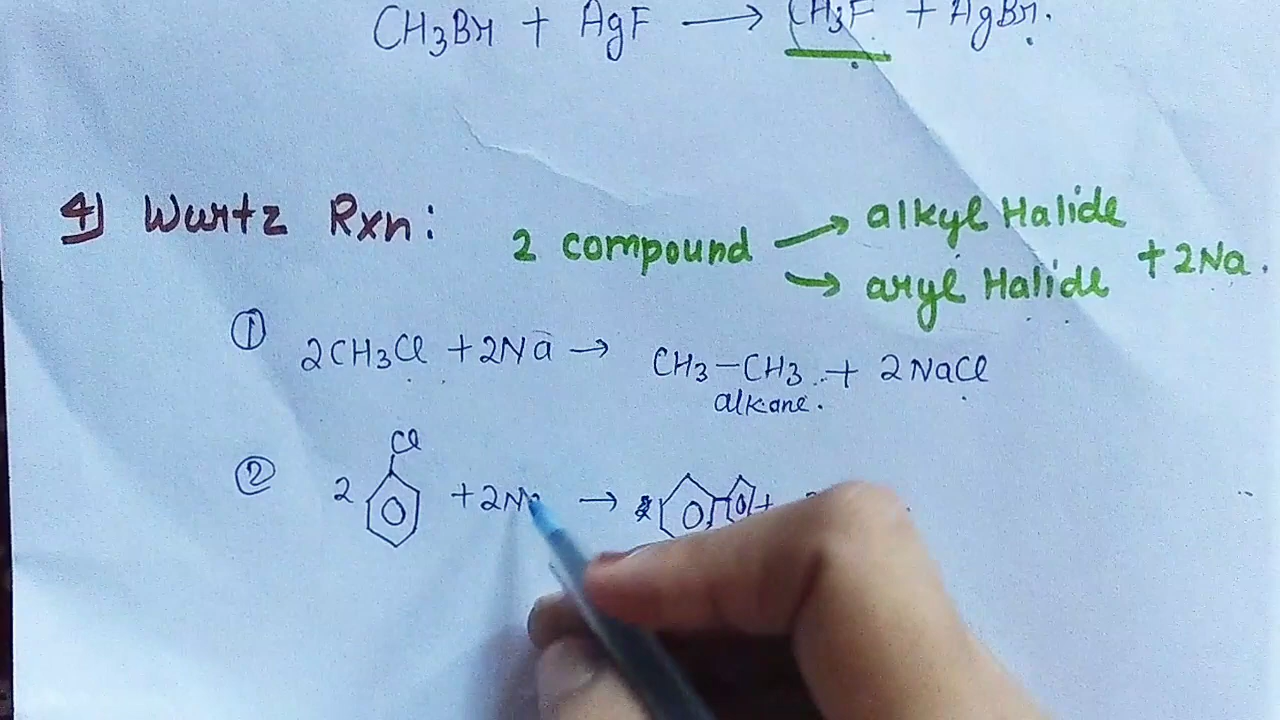 CH3Br + AgF → CH3F + AgBr.
4) Wurtz Rxn:
2 compound → alkyl Halide
→ aryl Halide + 2Na.
① 2CH3Cl + 2Na → CH3-CH3 + 2NaCl
alkane.
Cl
② 2 + 2Na → +